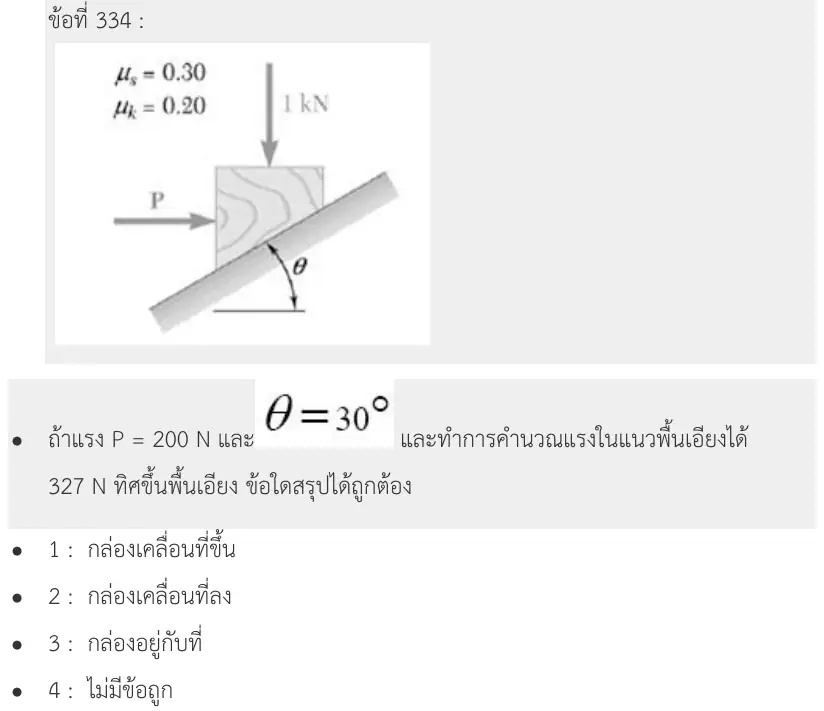 ข้อที่ 334 :
μs = 0.30
μk = 0.20
1 kN
P
θ
ถ้าแรง P = 200 N และ θ = 30° และทำการคำนวณแรงในแนวพื้นเอียงได้
327 N ทิศขึ้นพื้นเอียง ข้อใดสรุปได้ถูกต้อง
1 : กล่องเคลื่อนที่ขึ้น
2 : กล่องเคลื่อนที่ลง
3 : กล่องอยู่กับที่
4 : ไม่มีข้อถูก